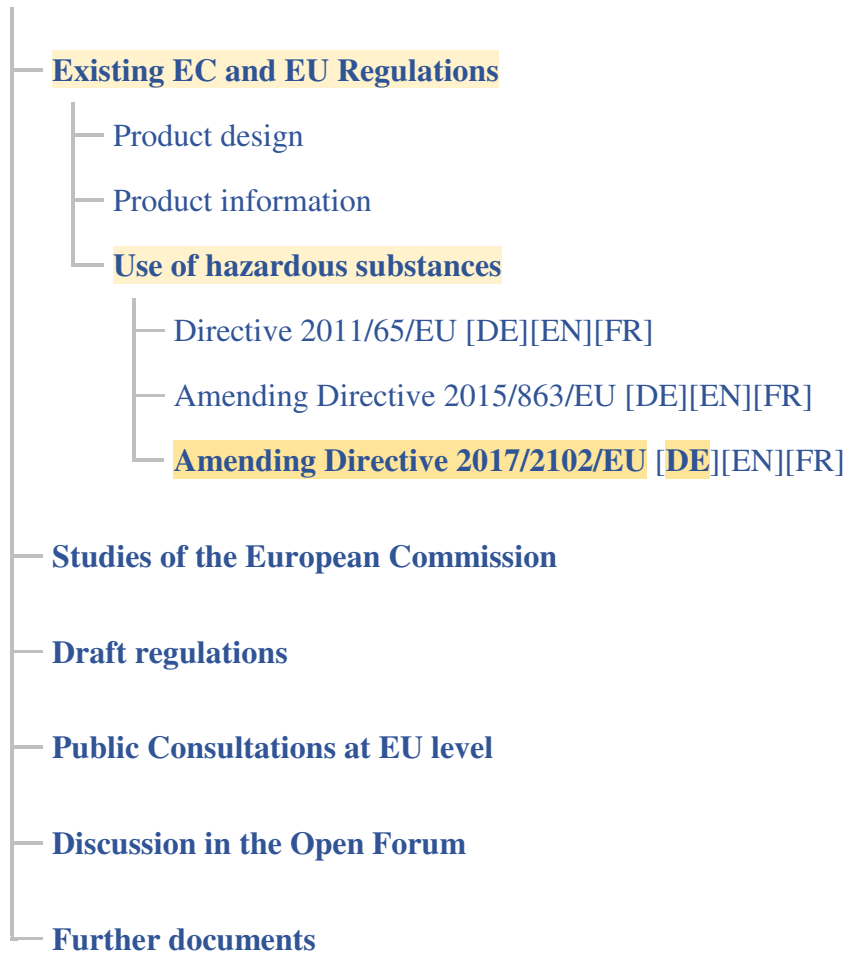 Existing EC and EU Regulations
Product design
Product information
Use of hazardous substances
Directive 2011/65/EU [DE][EN][FR]
Amending Directive 2015/863/EU [DE][EN][FR]
Amending Directive 2017/2102/EU [DE][EN][FR]
Studies of the European Commission
Draft regulations
Public Consultations at EU level
Discussion in the Open Forum
Further documents